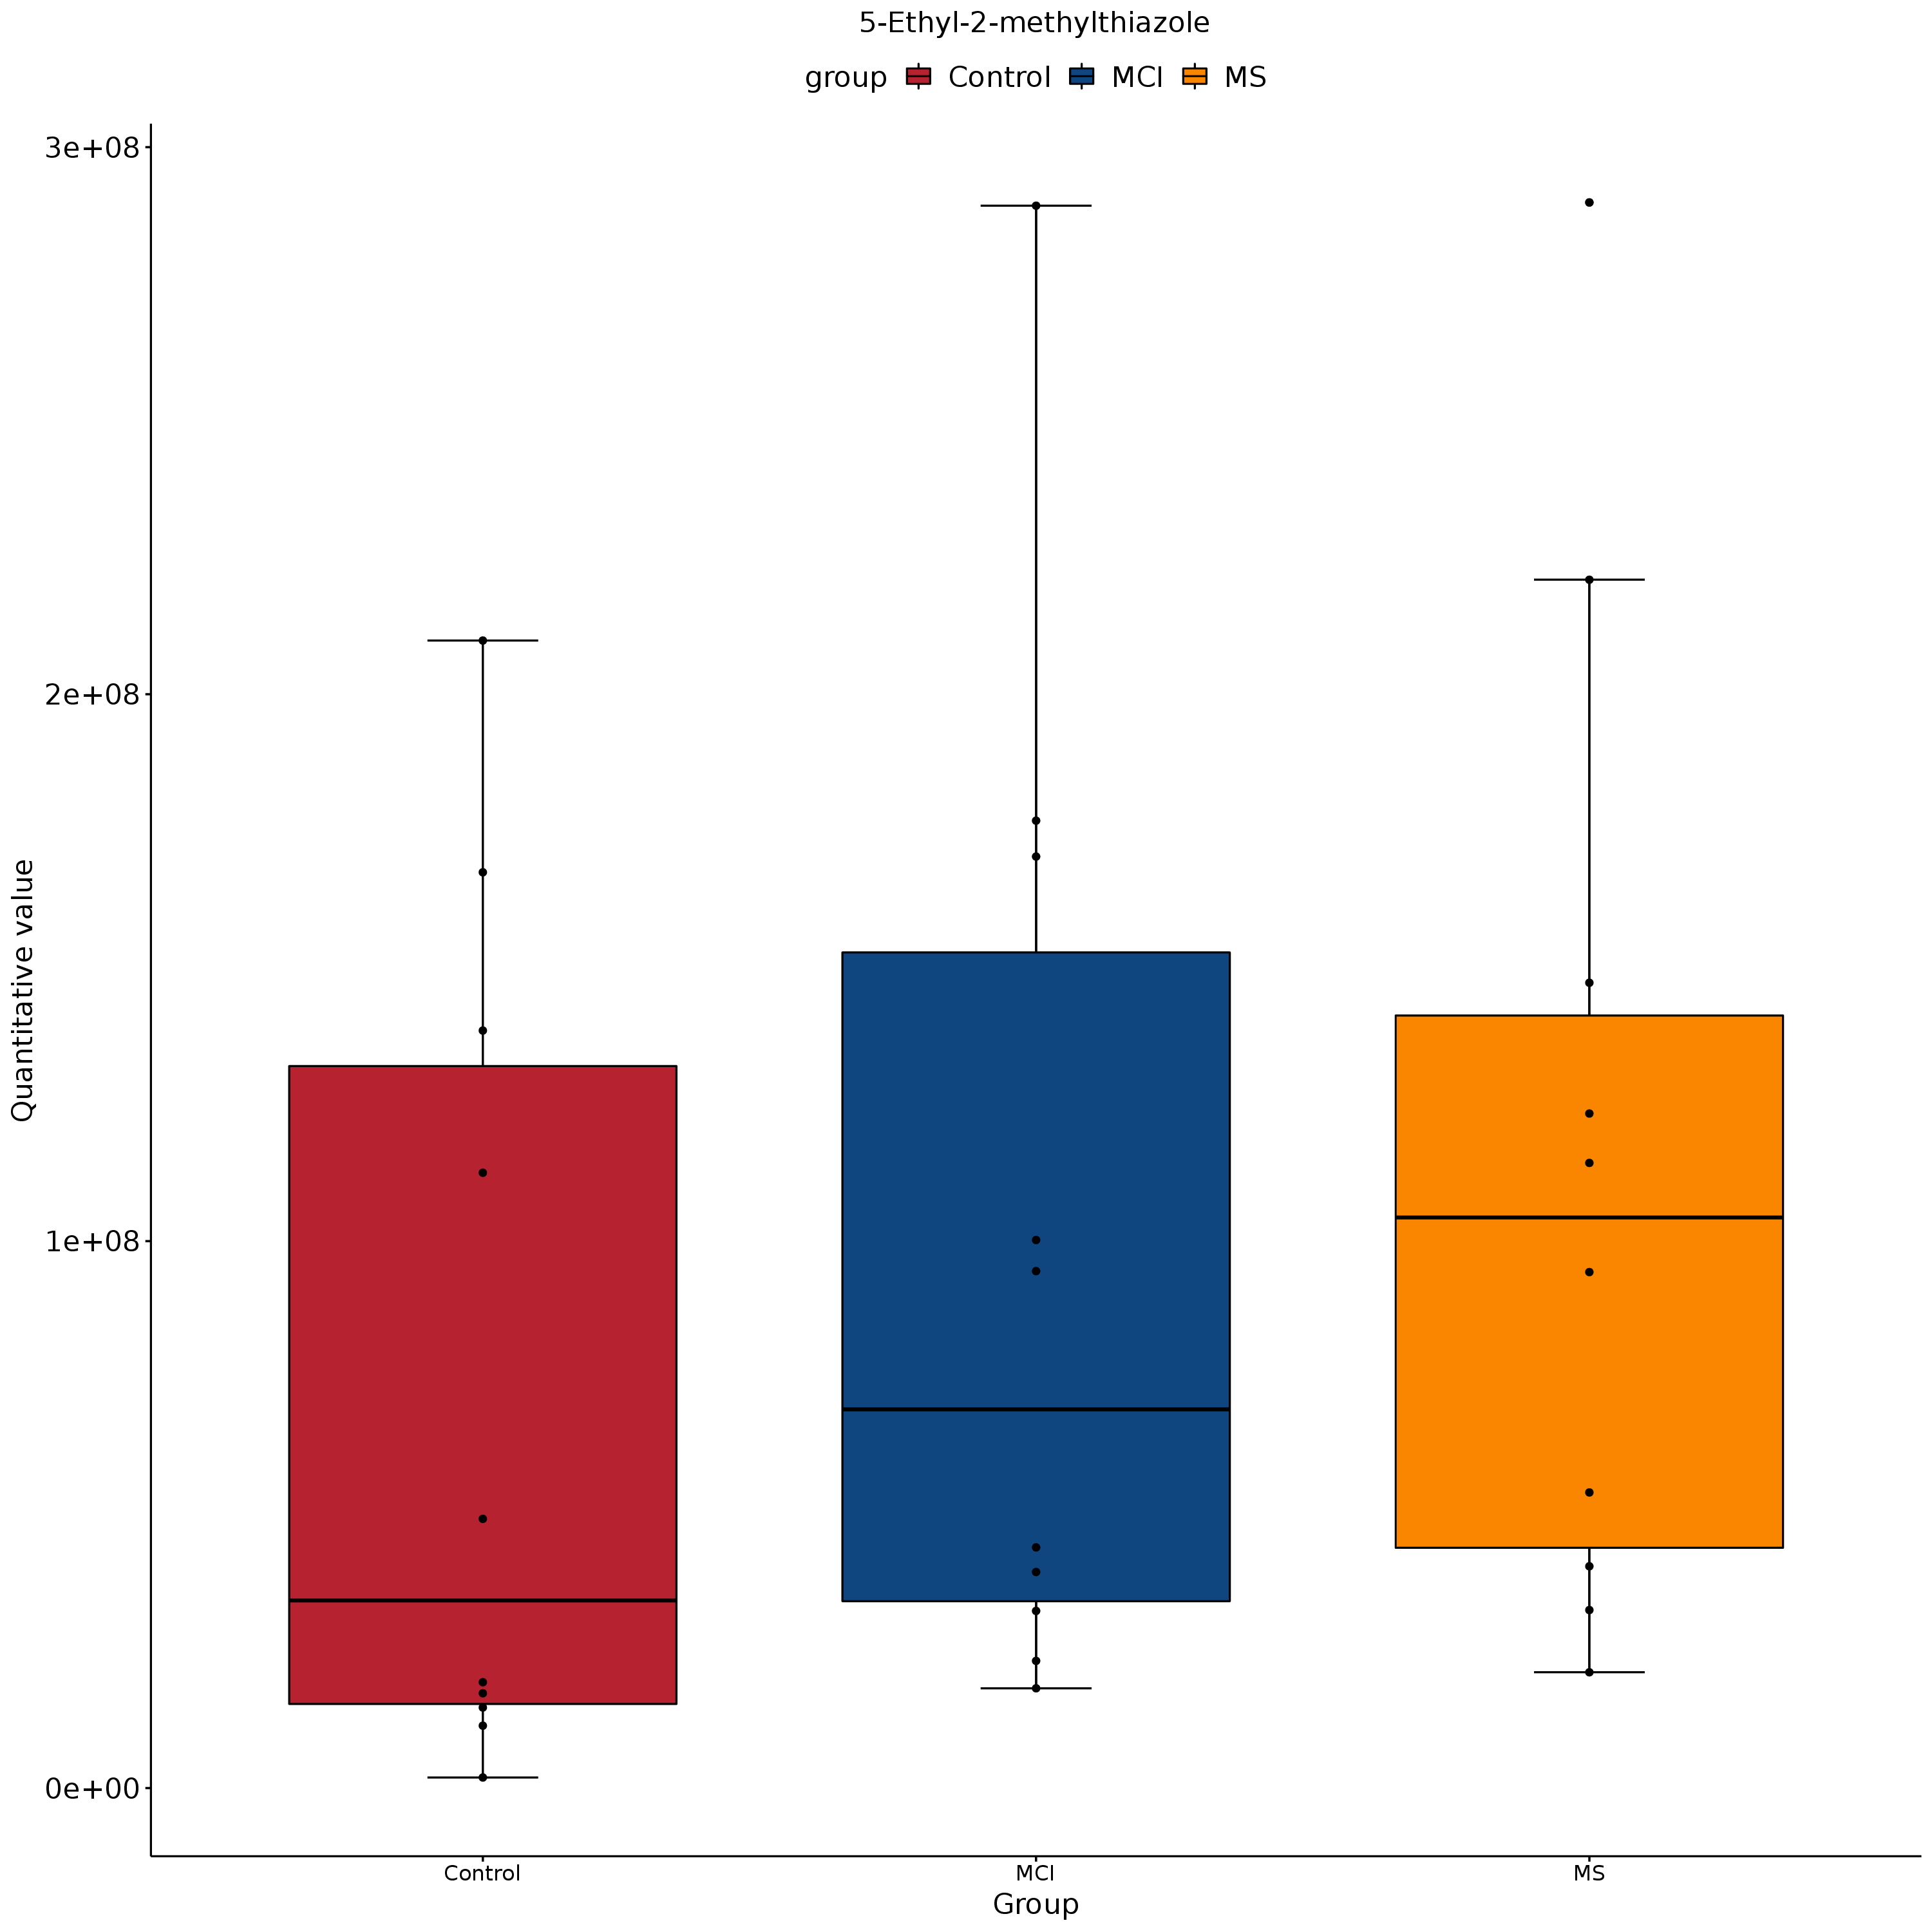 5-Ethyl-2-methylthiazole
group Control MCI MS
3e+08
2e+08
1e+08
0e+00
Quantitative value
Control MCI MS
Group